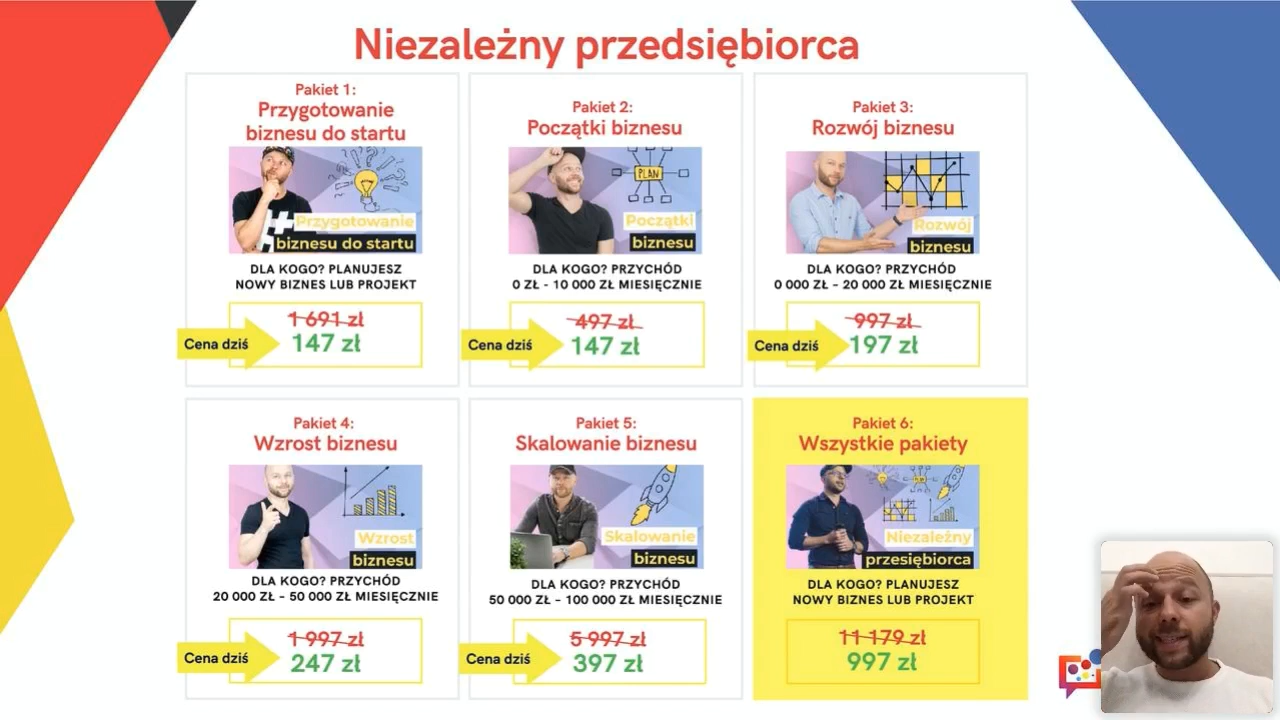 Niezależny przedsiębiorca
Pakiet 1:
Przygotowanie
biznesu do startu
Przygotowanie
biznesu do startu
DLA KOGO? PLANUJESZ
NOWY BIZNES LUB PROJEKT
Cena dziś
1 691 zł
147 zł
Pakiet 2:
Początki biznesu
PLAN
Początki
biznesu
DLA KOGO? PRZYCHÓD
0 ZŁ - 10 000 ZŁ MIESIĘCZNIE
Cena dziś
497 zł
147 zł
Pakiet 3:
Rozwój biznesu
Rozwój
biznesu
DLA KOGO? PRZYCHÓD
0 000 ZŁ – 20 000 ZŁ MIESIĘCZNIE
Cena dziś
997 zł
197 zł
Pakiet 4:
Wzrost biznesu
Wzrost
biznesu
DLA KOGO? PRZYCHÓD
20 000 ZŁ – 50 000 ZŁ MIESIĘCZNIE
Cena dziś
1 997 zł
247 zł
Pakiet 5:
Skalowanie biznesu
Skalowanie
biznesu
DLA KOGO? PRZYCHÓD
50 000 ZŁ – 100 000 ZŁ MIESIĘCZNIE
Cena dziś
5 997 zł
397 zł
Pakiet 6:
Wszystkie pakiety
Niezależny
przesiębiorca
DLA KOGO? PLANUJESZ
NOWY BIZNES LUB PROJEKT
11 179 zł
997 zł